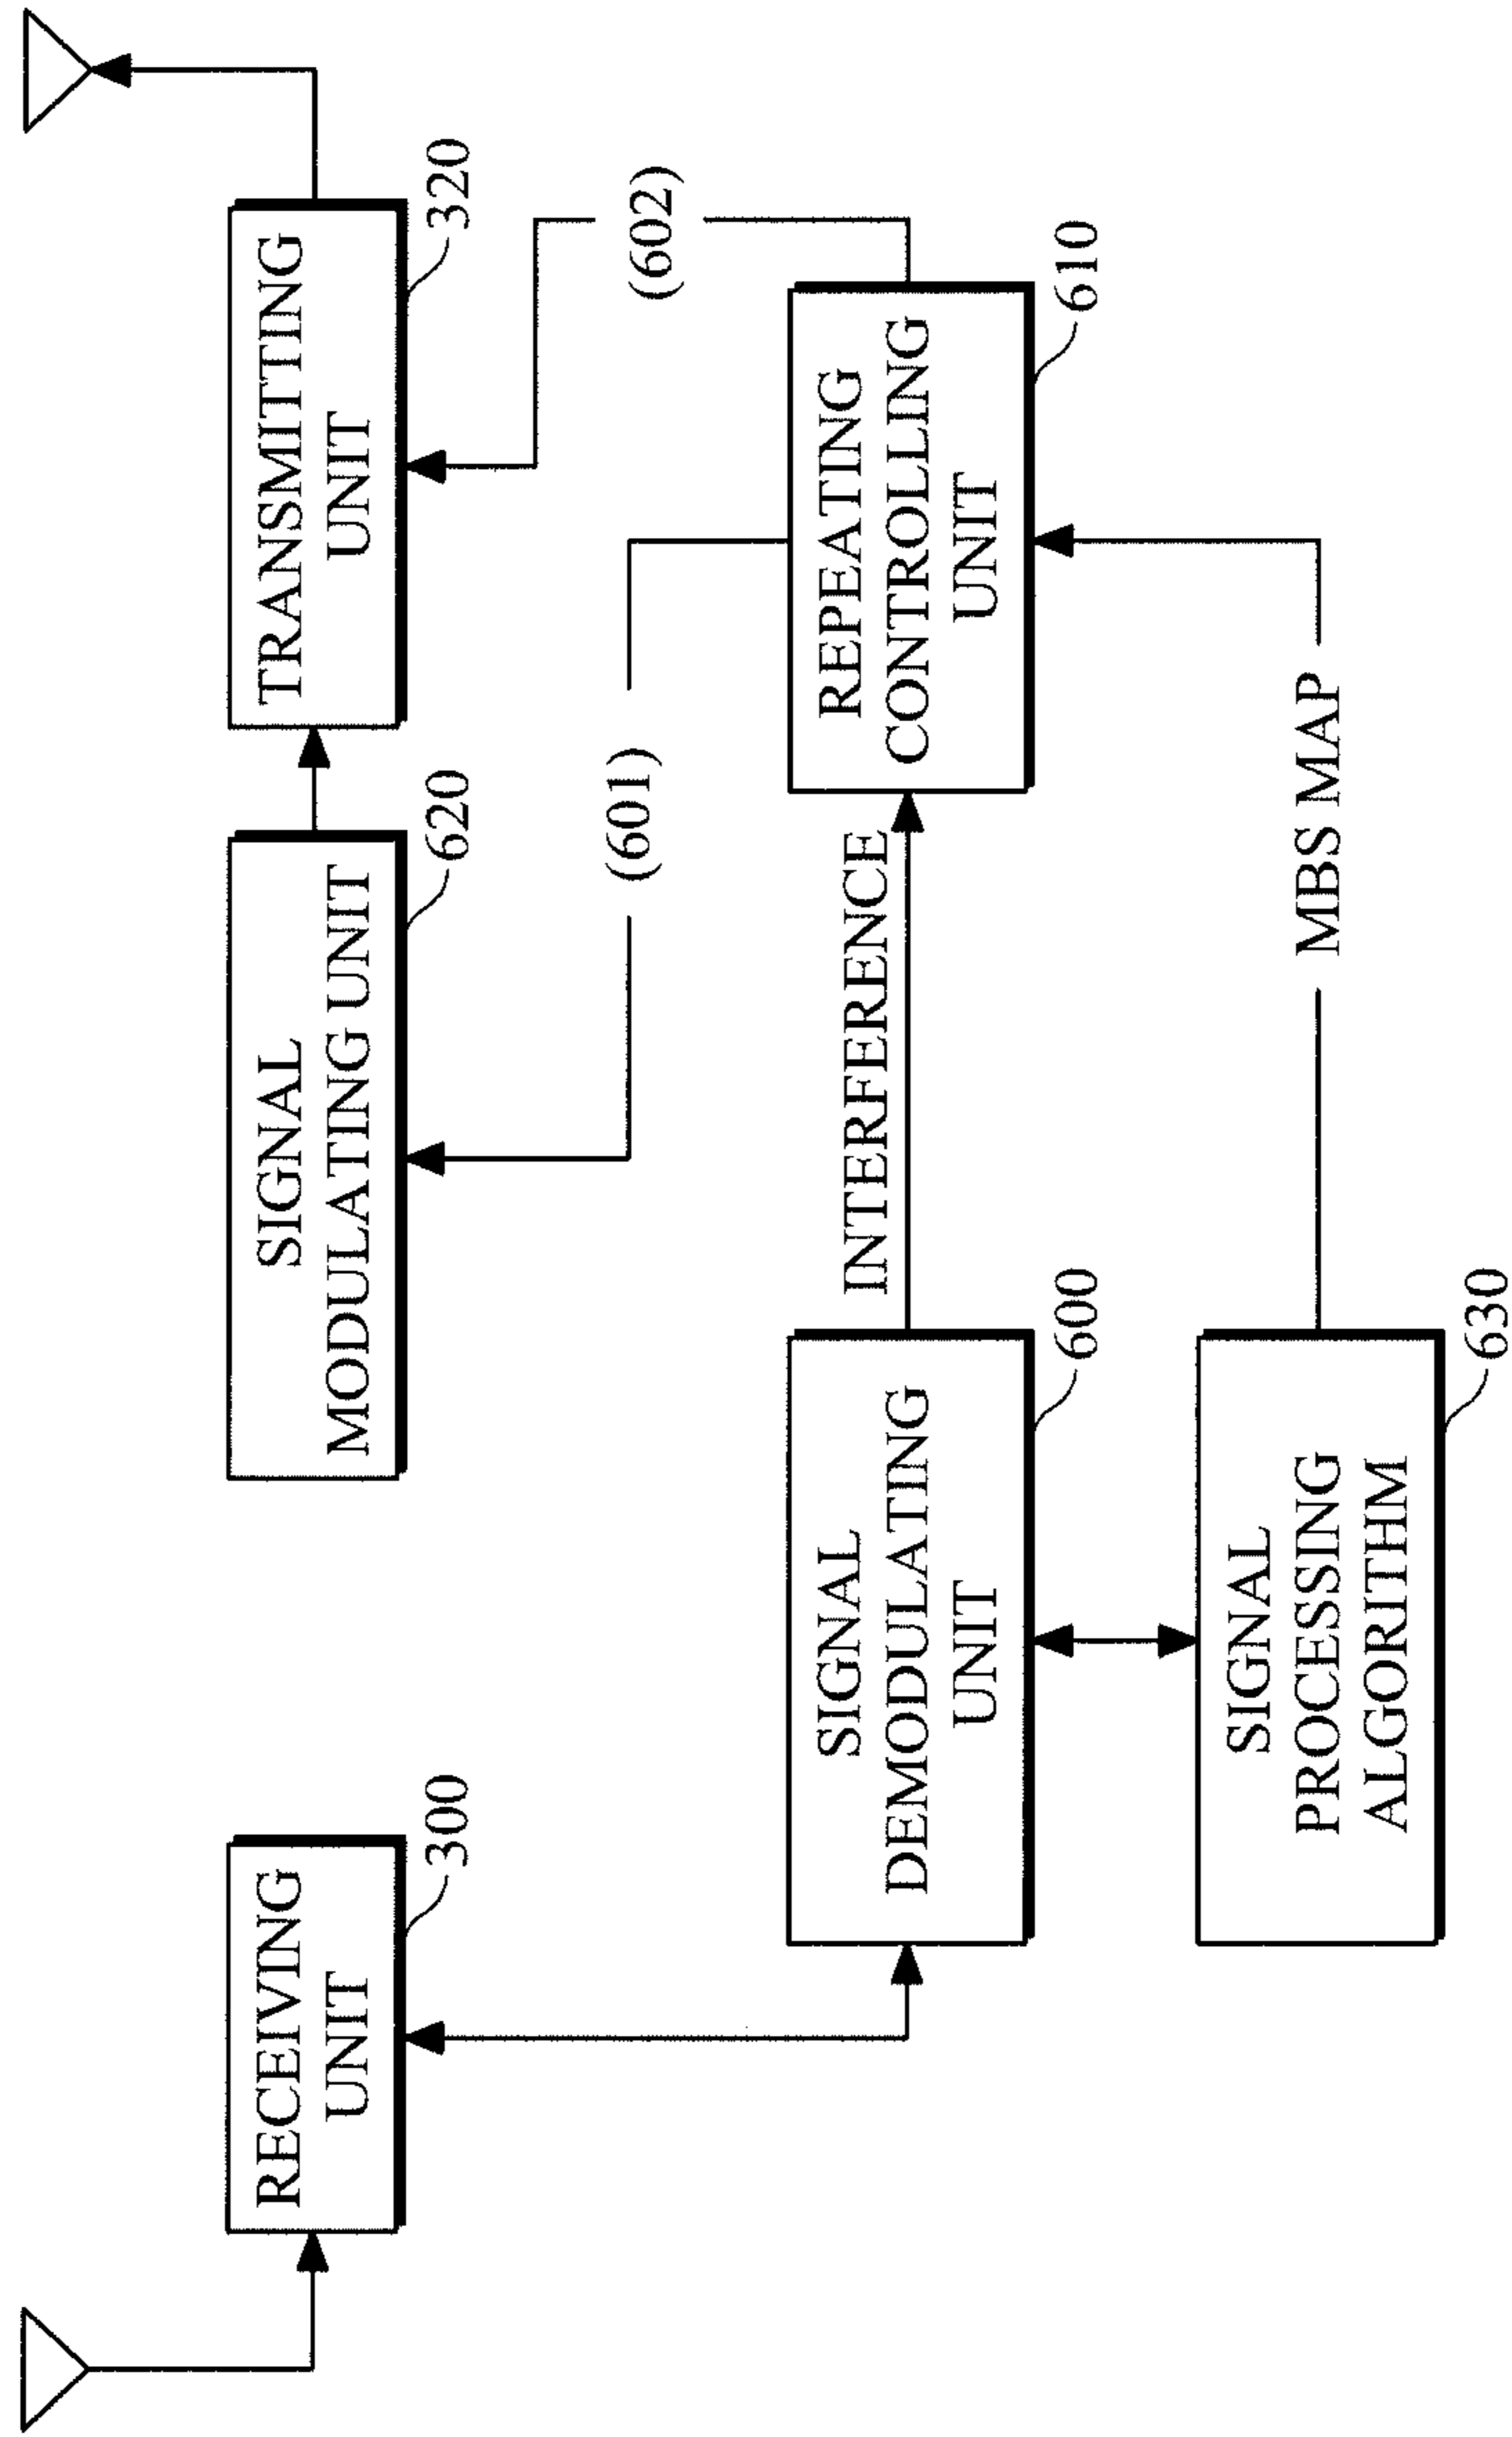 RECEIVING
UNIT
300
SIGNAL
MODULATING UNIT
620
TRANSMITTING
UNIT
320
(601)
(602)
SIGNAL
DEMODULATING
UNIT
600
INTERFERENCE
REPEATING
CONTROLLING
UNIT
610
SIGNAL
PROCESSING
ALGORITHM
630
MBS MAP